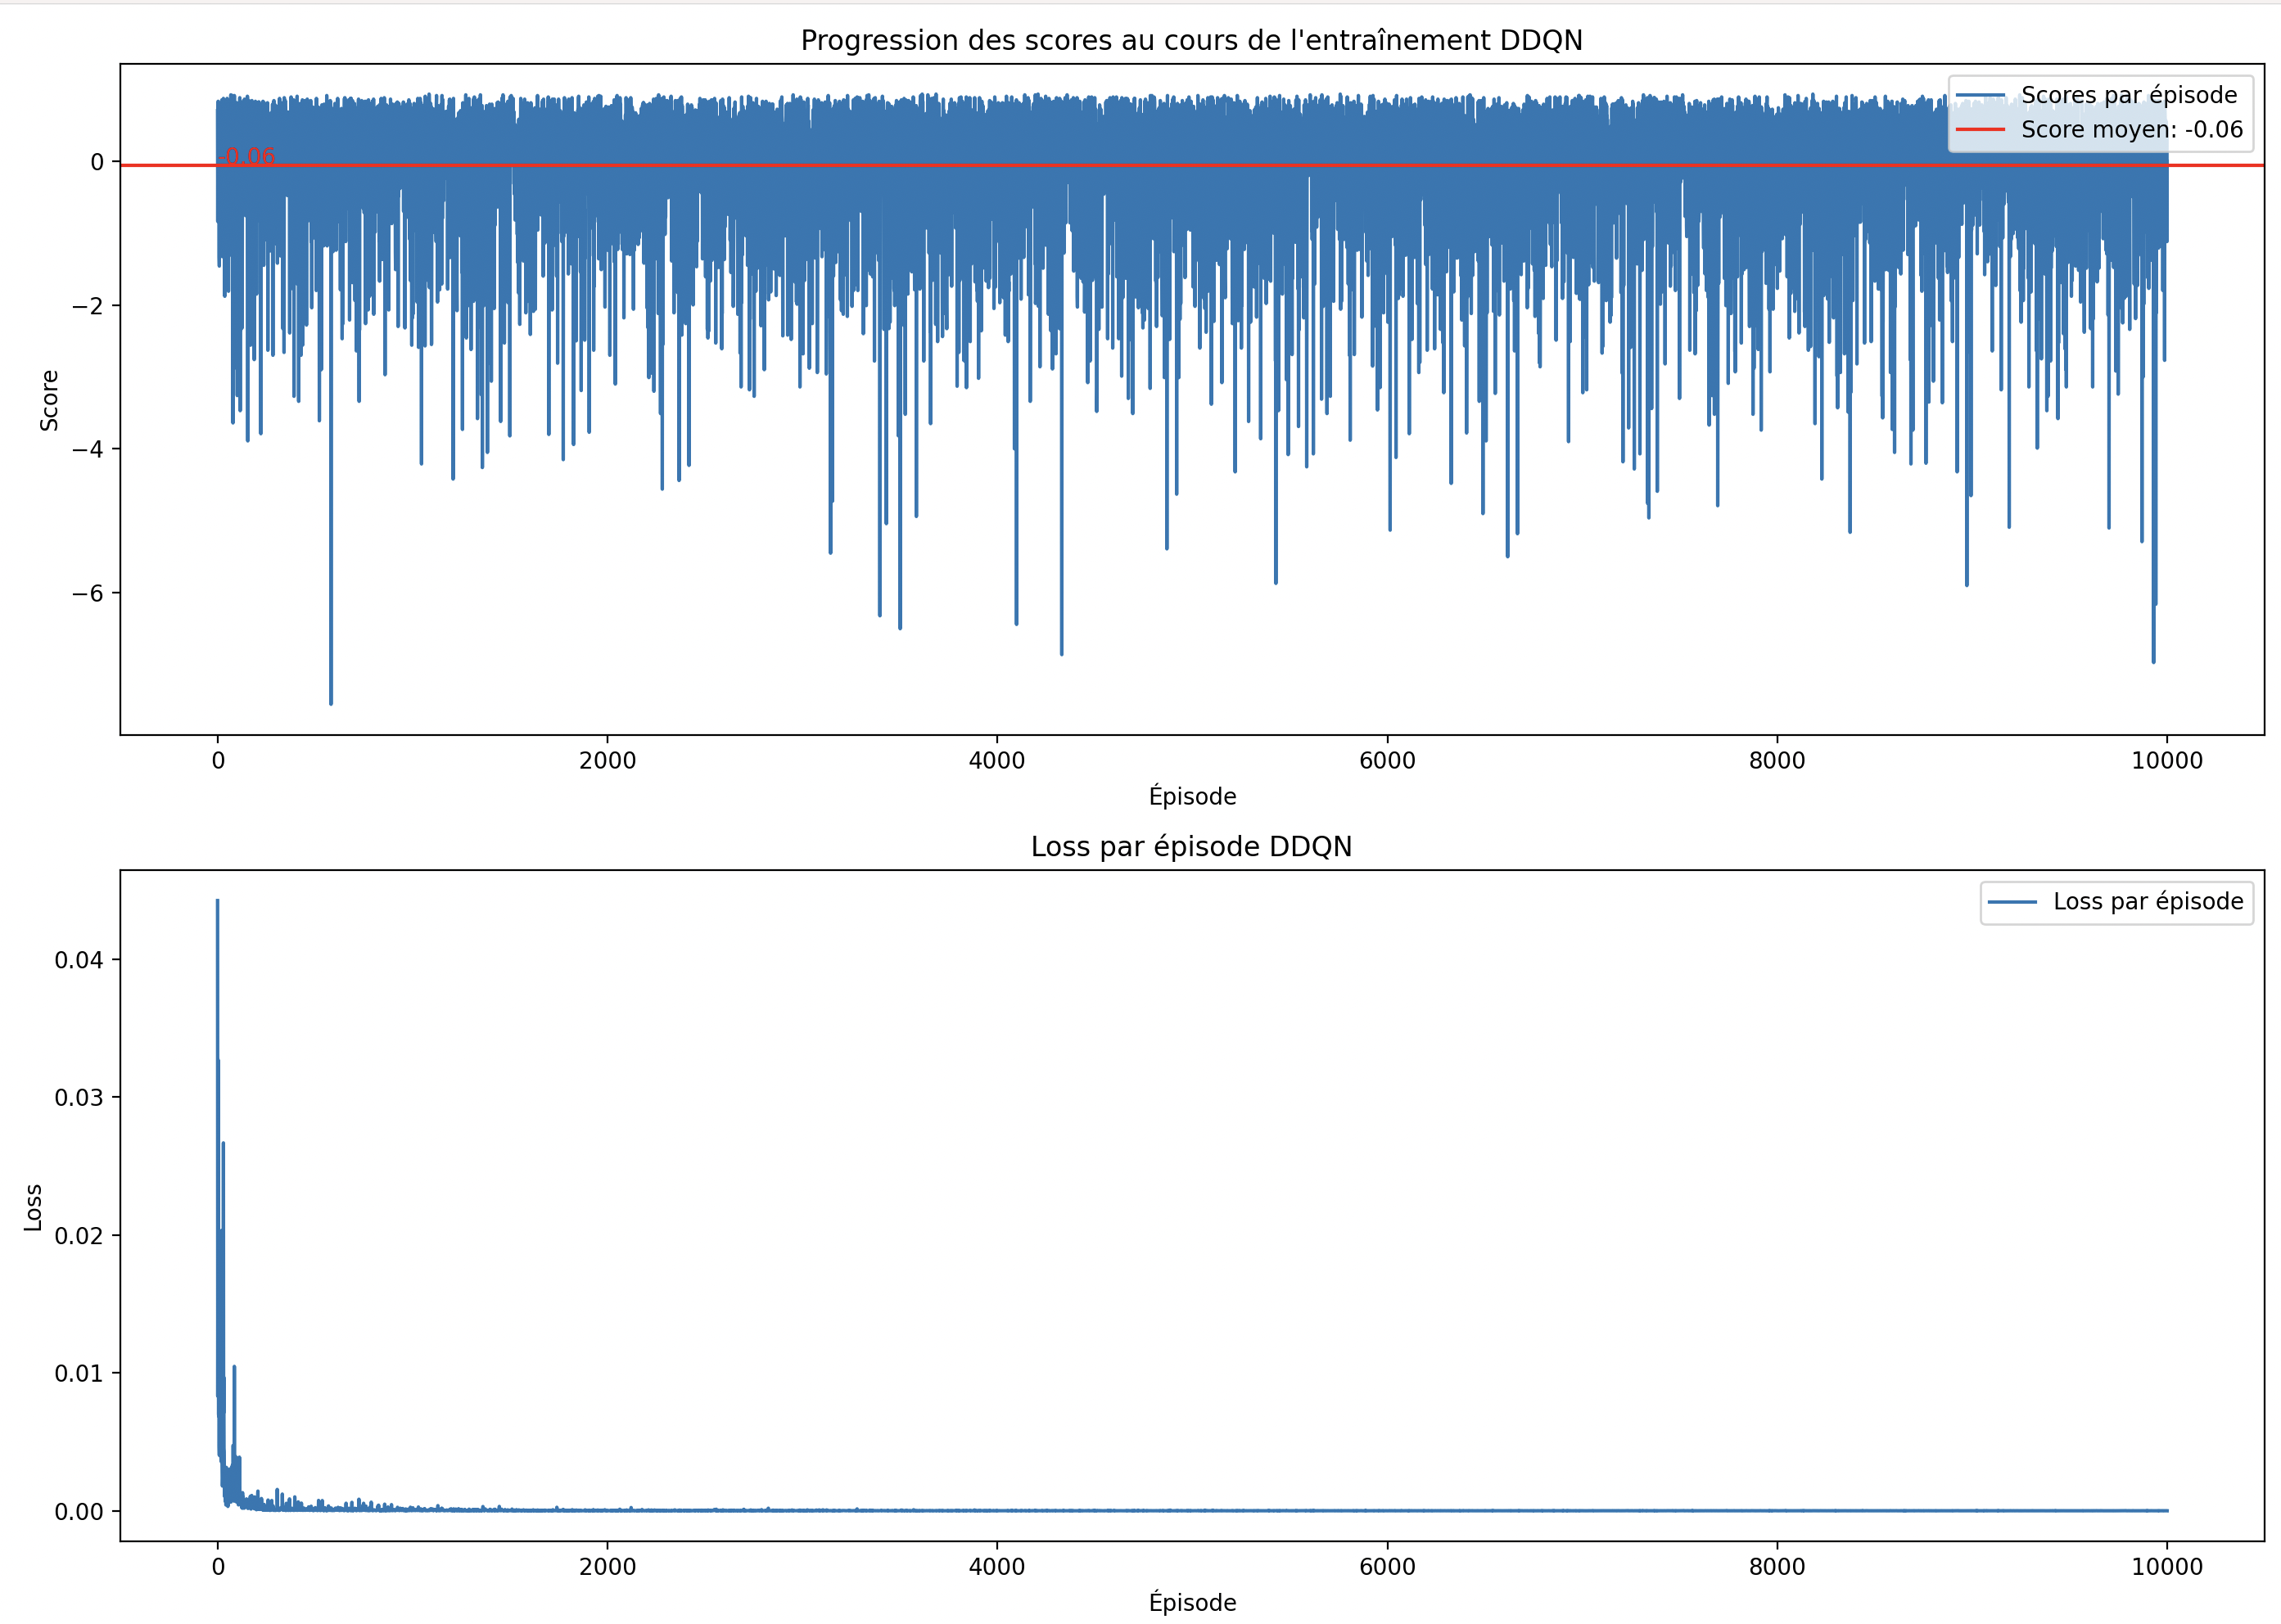 Progression des scores au cours de l'entraînement DDQN
Scores par épisode
Score moyen: -0.06
-0.06
0
−2
−4
−6
Score
0
2000
4000
6000
8000
10000
Épisode
Loss par épisode DDQN
Loss par épisode
0.04
0.03
0.02
0.01
0.00
Loss
0
2000
4000
6000
8000
10000
Épisode